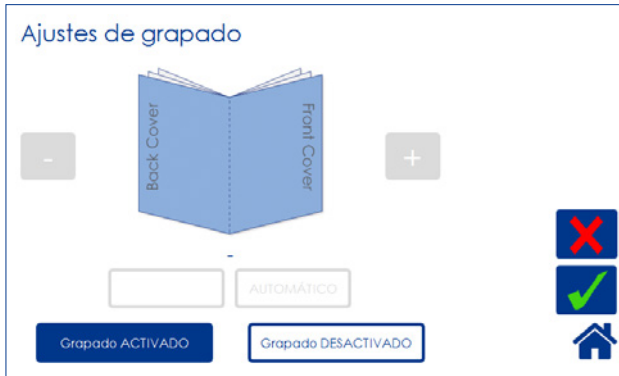 Ajustes de grapado
Back Cover
Front Cover
-
+
-
AUTOMÁTICO
Grapado ACTIVADO
Grapado DESACTIVADO